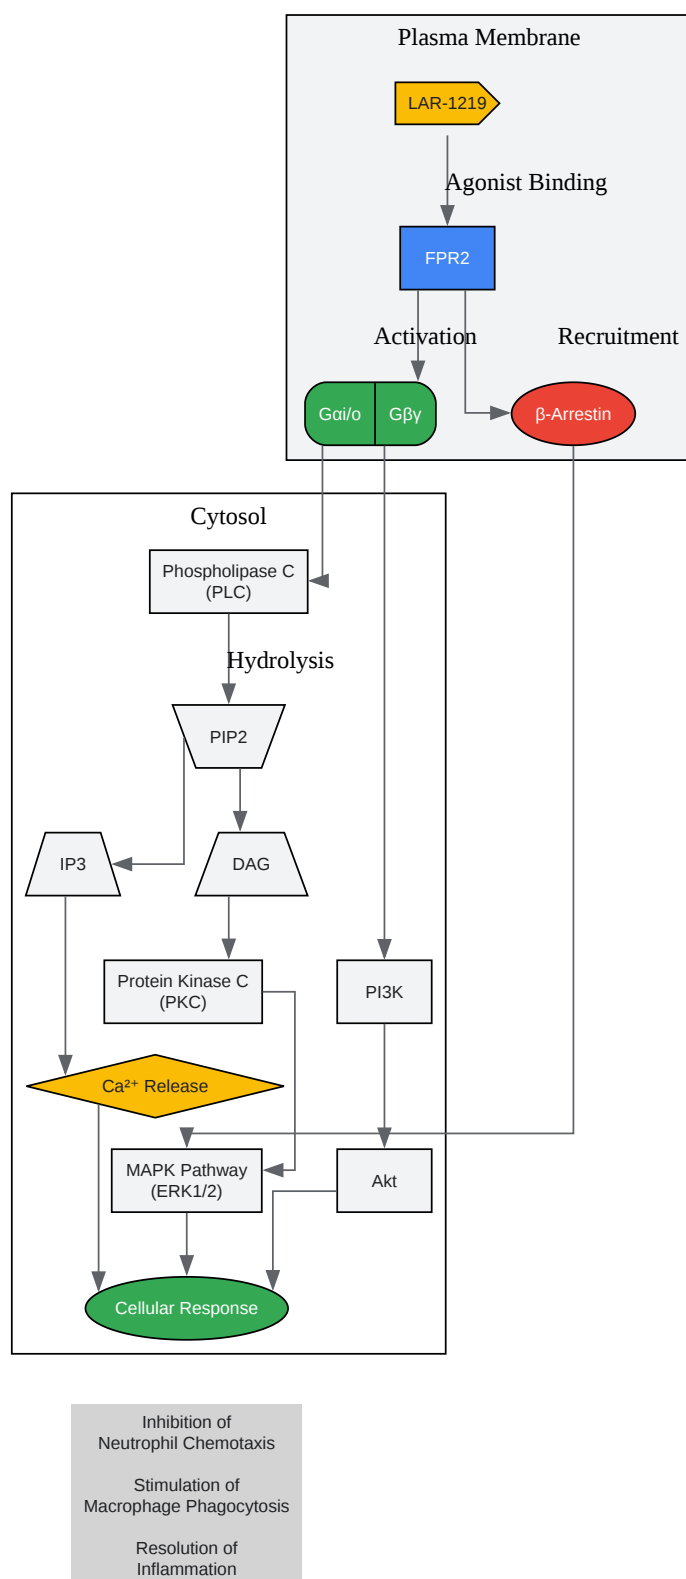 Plasma Membrane
LAR-1219
Agonist Binding
FPR2
Activation
Recruitment
Gαi/o
Gβγ
β-Arrestin
Cytosol
Phospholipase C
(PLC)
Hydrolysis
PIP2
IP3
DAG
Protein Kinase C
(PKC)
PI3K
Ca²⁺ Release
MAPK Pathway
(ERK1/2)
Akt
Cellular Response
Inhibition of
Neutrophil Chemotaxis
Stimulation of
Macrophage Phagocytosis
Resolution of
Inflammation